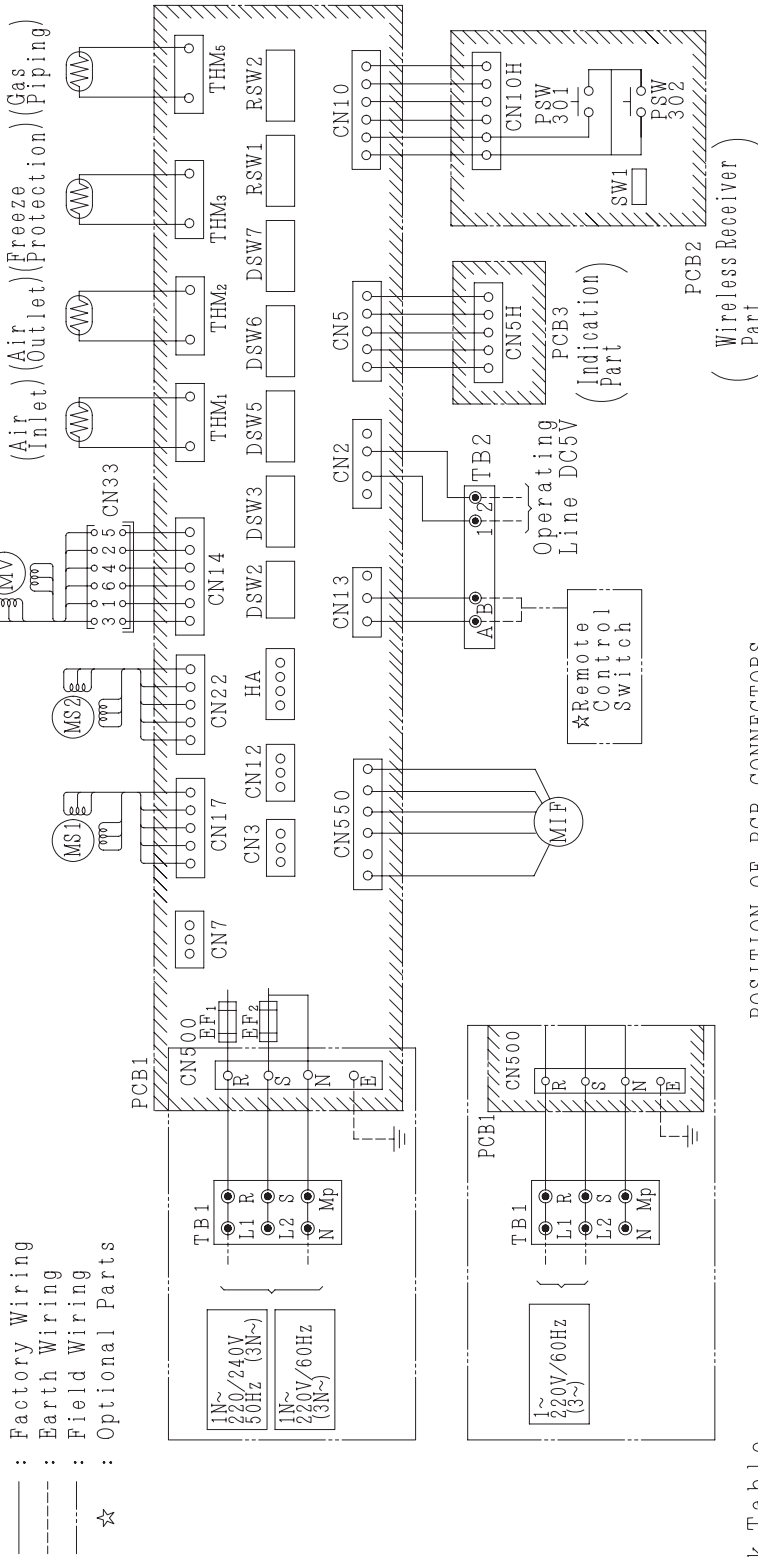 : Factory Wiring
: Earth Wiring
: Field Wiring
☆ : Optional Parts
MS1
MS2
MV
(Air Inlet)
(Air Outlet)
(Freeze Protection)
(Gas Piping)
CN33
3 1 6 4 2 5
PCB1
CN7
CN17
CN22
CN14
THM1
THM2
THM3
THM5
CN3
CN12
HA
DSW2
DSW3
DSW5
DSW6
DSW7
RSW1
RSW2
CN500
EF1
EF2
R
S
N
E
CN550
CN13
CN2
CN5
CN10
TB1
L1 R
L2 S
N Mp
1N~
220/240V
50Hz (3N~)
1N~
220V/60Hz
(3N~)
MIF
TB2
A B
1 2
☆Remote
Control
Switch
Operating
Line DC5V
CN5H
PCB3
(Indication
Part)
CN10H
PSW
301
PSW
302
SW1
PCB2
(Wireless Receiver
Part)
PCB1
CN500
R
S
N
E
TB1
L1 R
L2 S
N Mp
1~
220V/60Hz
(3~)
k Table
POSITION OF PCB CONNECTORS